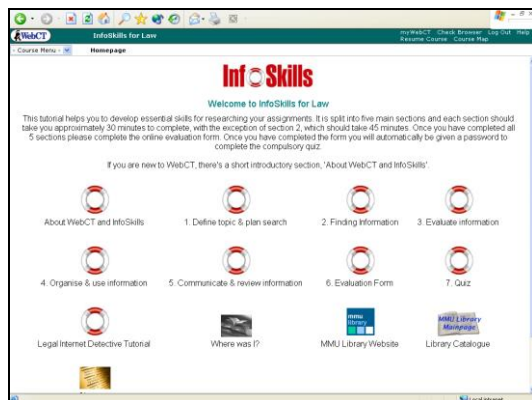 WebCT InfoSkills for Law
myWebCT Check Browser Log Out Help
Resume Course Course Map
- Course Menu - Homepage
Inf Skills
Welcome to InfoSkills for Law
This tutorial helps you to develop essential skills for researching your assignments. It is split into five main sections and each section should
take you approximately 30 minutes to complete, with the exception of section 2, which should take 45 minutes. Once you have completed all
5 sections please complete the online evaluation form. Once you have completed the form you will automatically be given a password to
complete the compulsory quiz.
If you are new to WebCT, there's a short introductory section, 'About WebCT and InfoSkills'.
About WebCT and InfoSkills 1. Define topic & plan search 2. Finding Information 3. Evaluate information
4. Organise & use information 5. Communicate & review information 6. Evaluation Form 7. Quiz
mmu
library
MMU Library
Mainpage
Legal Internet Detective Tutorial Where was I? MMU Library Website Library Catalogue
Local intranet